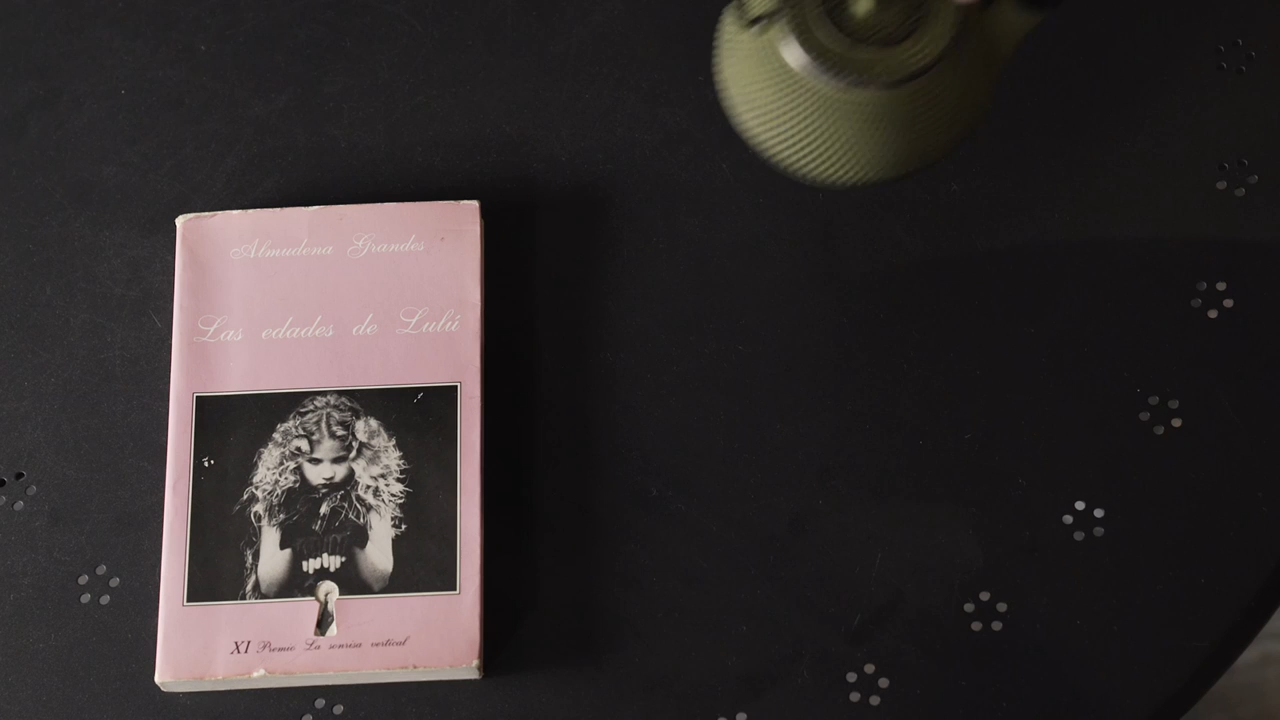 Almudena Grandes
Las edades de Lulú
XI Premio La sonrisa vertical